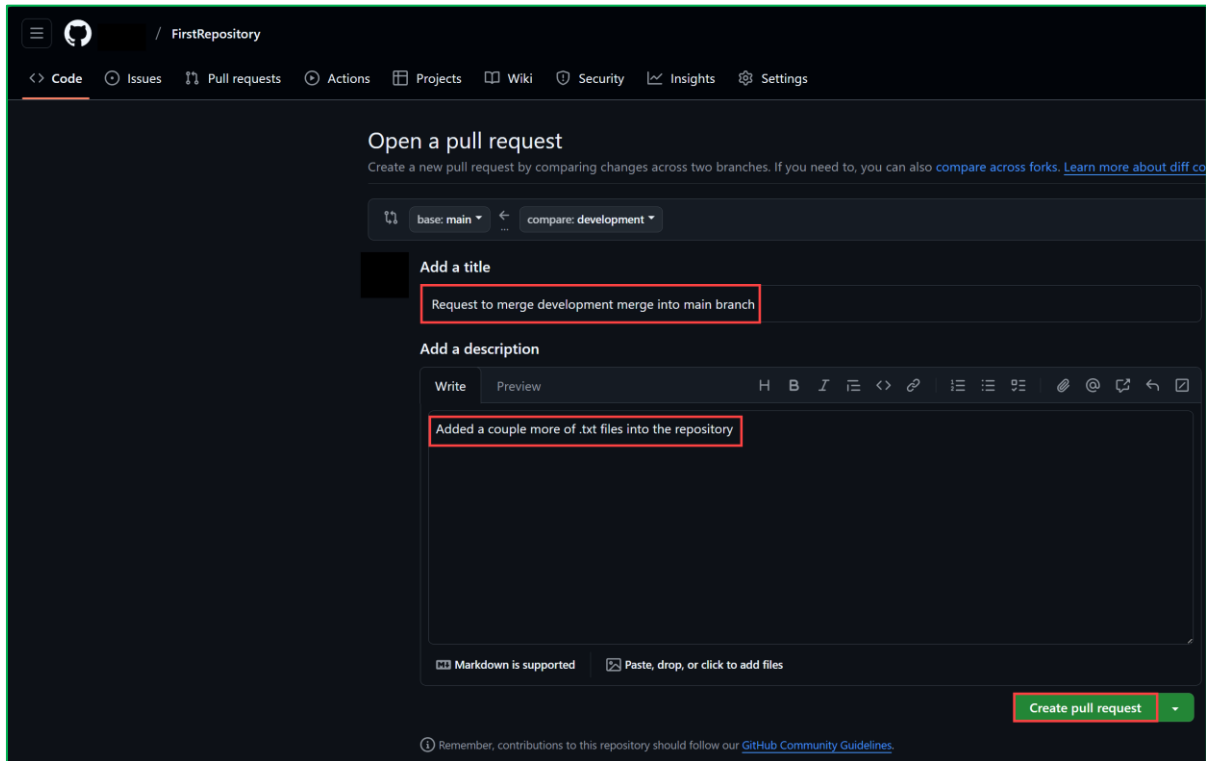 / FirstRepository
Code Issues Pull requests Actions Projects Wiki Security Insights Settings
Open a pull request
Create a new pull request by comparing changes across two branches. If you need to, you can also compare across forks. Learn more about diff co
base: main ← ... compare: development
Add a title
Request to merge development merge into main branch
Add a description
Write Preview H B I <> @
Added a couple more of .txt files into the repository
Markdown is supported Paste, drop, or click to add files
Create pull request
Remember, contributions to this repository should follow our GitHub Community Guidelines.